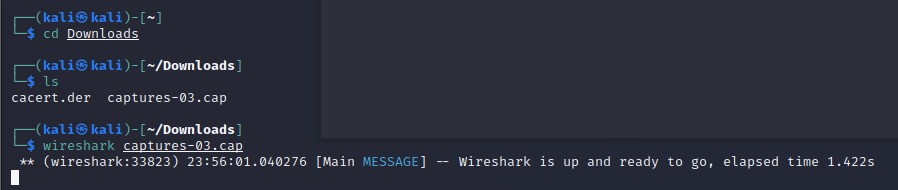 ┌──(kali㉿kali)-[~]
└─$ cd Downloads
┌──(kali㉿kali)-[~/Downloads]
└─$ ls
cacert.der  captures-03.cap
┌──(kali㉿kali)-[~/Downloads]
└─$ wireshark captures-03.cap
 ** (wireshark:33823) 23:56:01.040276 [Main MESSAGE] -- Wireshark is up and ready to go, elapsed time 1.422s